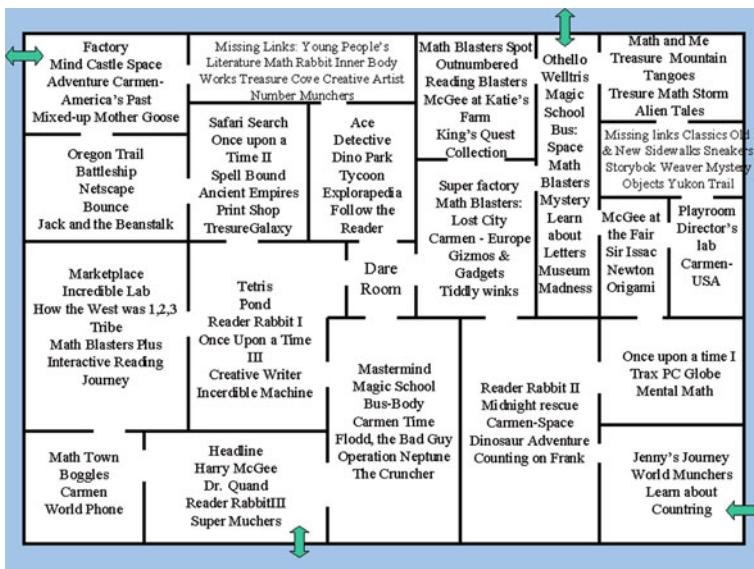 Factory
Mind Castle Space
Adventure Carmen-
America's Past
Mixed-up Mother Goose
Missing Links: Young People's
Literature Math Rabbit Inner Body
Works Treasure Cove Creative Artist
Number Munchers
Math Blasters Spot
Outnumbered
Reading Blasters
McGee at Katie's
Farm
King's Quest
Collection
Othello
Welltris
Magic
School
Bus:
Space
Math
Blasters
Mystery
Learn
about
Letters
Museum
Madness
Math and Me
Treasure Mountain
Tangoes
Tresure Math Storm
Alien Tales
Oregon Trail
Battleship
Netscape
Bounce
Jack and the Beanstalk
Safari Search
Once upon a
Time II
Spell Bound
Ancient Empires
Print Shop
TresureGalaxy
Ace
Detective
Dino Park
Tycoon
Explorapedia
Follow the
Reader
Super factory
Math Blasters:
Lost City
Carmen - Europe
Gizmos &
Gadgets
Tiddly winks
Missing links Classics Old
& New Sidewalks Sneakers
Storybok Weaver Mystery
Objects Yukon Trail
McGee at
the Fair
Sir Issac
Newton
Origami
Playroom
Director's
lab
Carmen-
USA
Marketplace
Incredible Lab
How the West was 1,2,3
Tribe
Math Blasters Plus
Interactive Reading
Journey
Tetris
Pond
Reader Rabbit I
Once Upon a Time
III
Creative Writer
Incerdible Machine
Dare
Room
Mastermind
Magic School
Bus-Body
Carmen Time
Flodd, the Bad Guy
Operation Neptune
The Cruncher
Reader Rabbit II
Midnight rescue
Carmen-Space
Dinosaur Adventure
Counting on Frank
Once upon a time I
Trax PC Globe
Mental Math
Math Town
Boggles
Carmen
World Phone
Headline
Harry McGee
Dr. Quand
Reader RabbitIII
Super Muchers
Jenny's Journey
World Munchers
Learn about
Countring